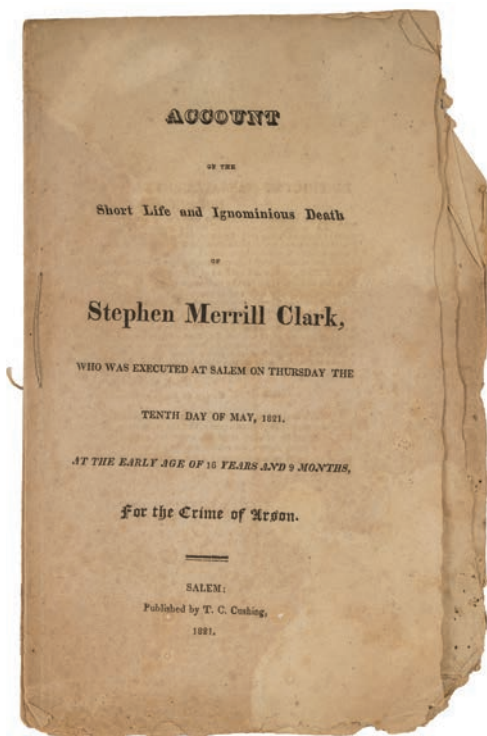 ACCOUNT
OF THE
Short Life and Ignominious Death
OF
Stephen Merrill Clark,
WHO WAS EXECUTED AT SALEM ON THURSDAY THE
TENTH DAY OF MAY, 1821.
AT THE EARLY AGE OF 16 YEARS AND 9 MONTHS,
For the Crime of Arson.
SALEM:
Published by T. C. Cushing,
1821.